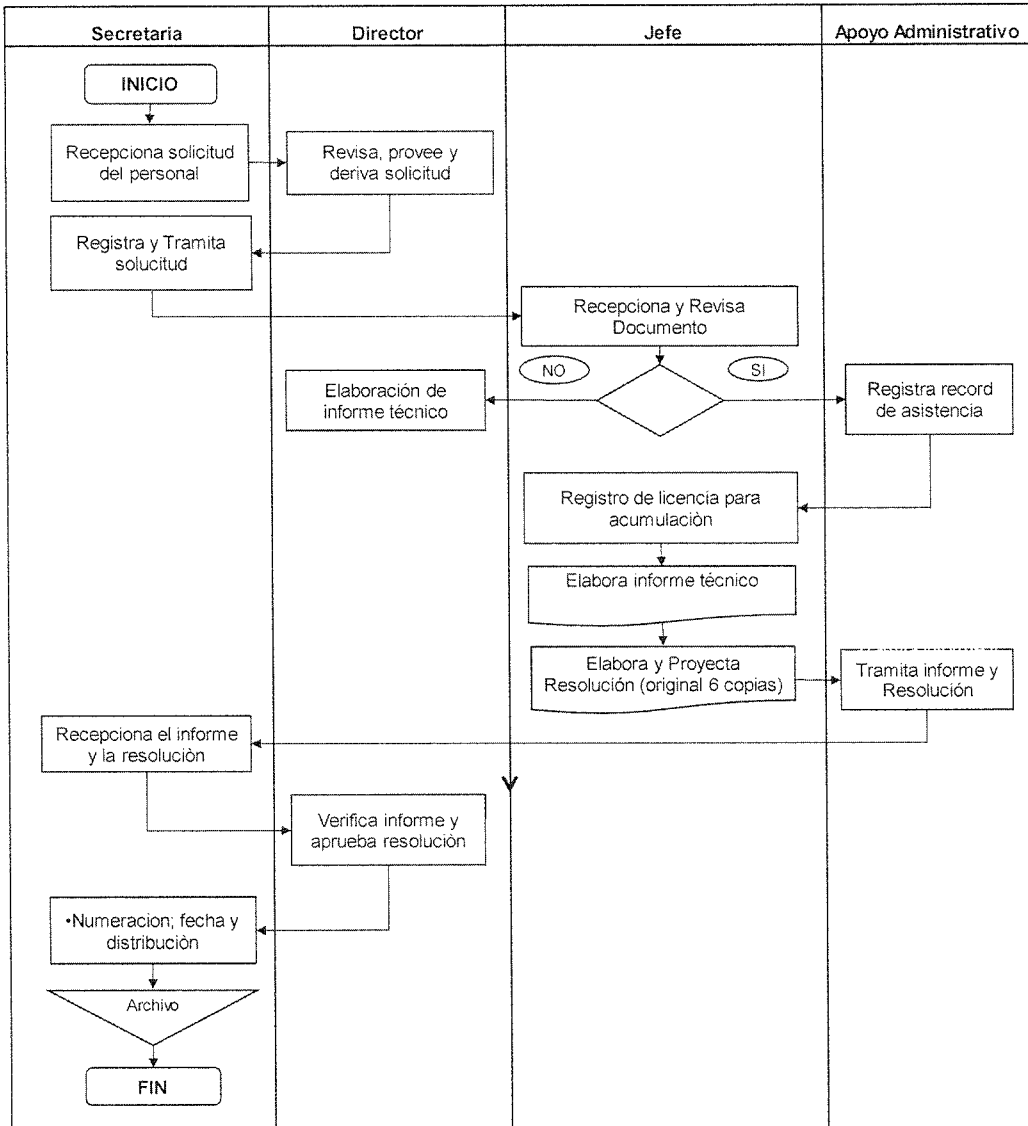 Secretaria
Director
Jefe
Apoyo Administrativo
INICIO
Recepciona solicitud
del personal
Revisa, provee y
deriva solicitud
Registra y Tramita
solucitud
Recepciona y Revisa
Documento
NO
SI
Elaboración de
informe técnico
Registra record
de asistencia
Registro de licencia para
acumulaciòn
Elabora informe técnico
Elabora y Proyecta
Resolución (original 6 copias)
Tramita informe y
Resolución
Recepciona el informe
y la resoluciòn
Verifica informe y
aprueba resoluciòn
•Numeracion; fecha y
distribuciòn
Archivo
FIN